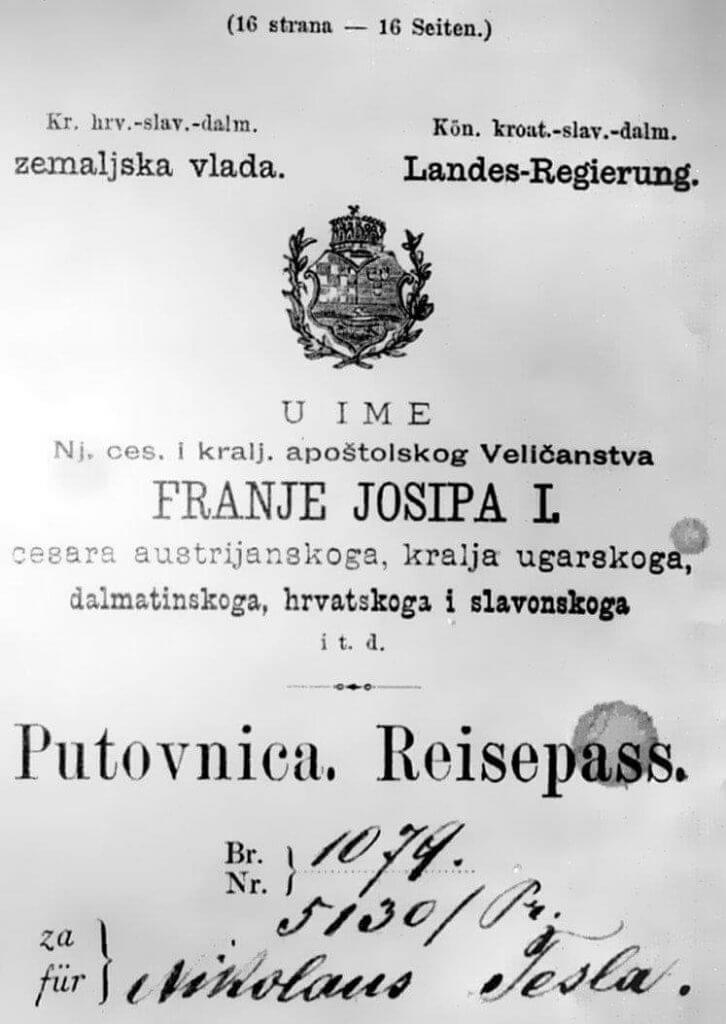 (16 strana — 16 Seiten.)
Kr. hrv.-slav.-dalm.
zemaljska vlada.
Kön. kroat.-slav.-dalm.
Landes-Regierung.
U IME
Nj. ces. i kralj. apoštolskog Veličanstva
FRANJE JOSIPA I.
cesara austrijanskoga, kralja ugarskoga,
dalmatinskoga, hrvatskoga i slavonskoga
i t. d.
Putovnica. Reisepass.
Br. 1079.
Nr.
5130/Pr.
za
für Nikolaus Tesla.